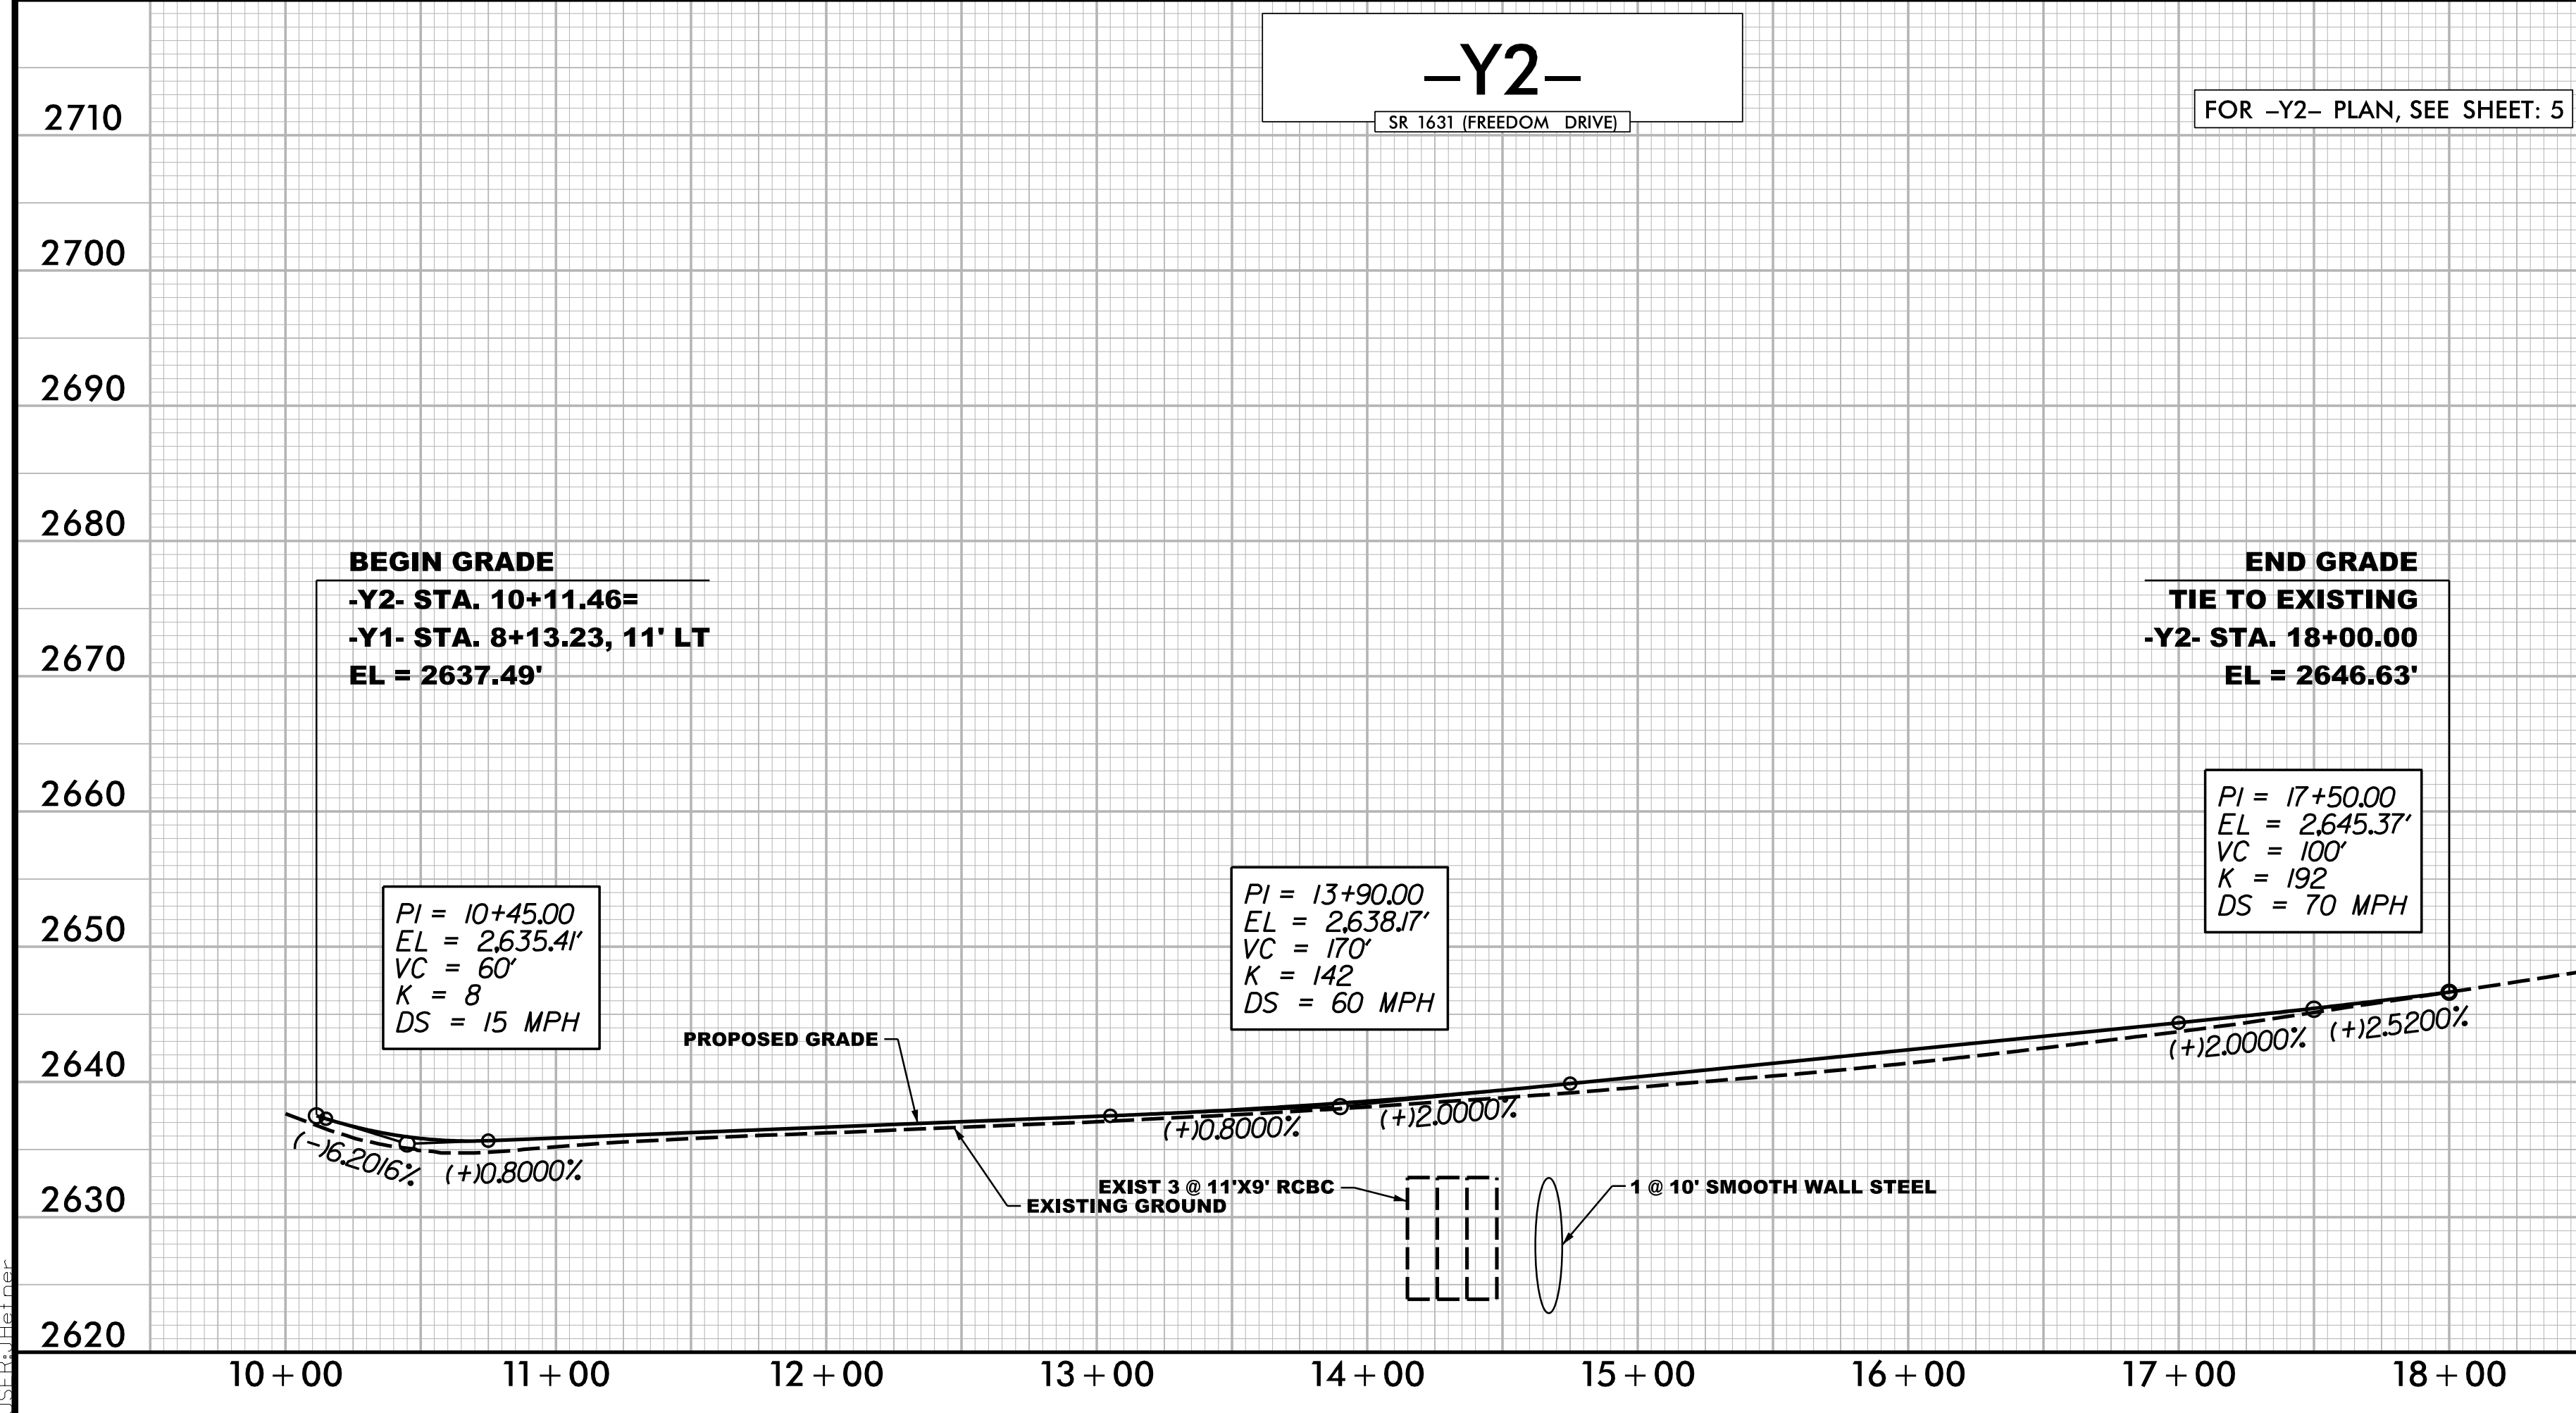 –Y2–
SR 1631 (FREEDOM DRIVE)
FOR –Y2– PLAN, SEE SHEET: 5
2710
2700
2690
2680
2670
2660
2650
2640
2630
2620
BEGIN GRADE
-Y2- STA. 10+11.46=
-Y1- STA. 8+13.23, 11' LT
EL = 2637.49'
END GRADE
TIE TO EXISTING
-Y2- STA. 18+00.00
EL = 2646.63'
PI = 10+45.00
EL = 2,635.41'
VC = 60'
K = 8
DS = 15 MPH
PI = 13+90.00
EL = 2,638.17'
VC = 170'
K = 142
DS = 60 MPH
PI = 17+50.00
EL = 2,645.37'
VC = 100'
K = 192
DS = 70 MPH
PROPOSED GRADE
(-)6.2016%
(+)0.8000%
(+)0.8000%
(+)2.0000%
(+)2.0000%
(+)2.5200%
EXIST 3 @ 11'X9' RCBC
EXISTING GROUND
1 @ 10' SMOOTH WALL STEEL
10+00
11+00
12+00
13+00
14+00
15+00
16+00
17+00
18+00
USER:JHetner